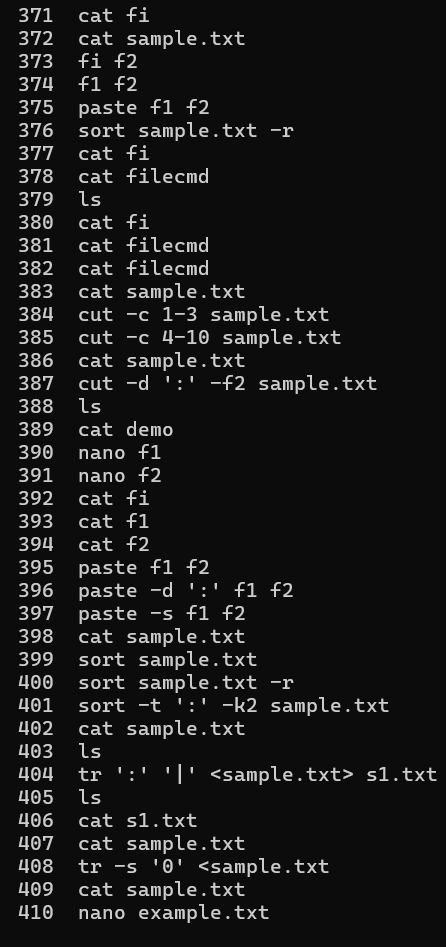 371 cat fi
372 cat sample.txt
373 fi f2
374 f1 f2
375 paste f1 f2
376 sort sample.txt -r
377 cat fi
378 cat filecmd
379 ls
380 cat fi
381 cat filecmd
382 cat filecmd
383 cat sample.txt
384 cut -c 1-3 sample.txt
385 cut -c 4-10 sample.txt
386 cat sample.txt
387 cut -d ':' -f2 sample.txt
388 ls
389 cat demo
390 nano f1
391 nano f2
392 cat fi
393 cat f1
394 cat f2
395 paste f1 f2
396 paste -d ':' f1 f2
397 paste -s f1 f2
398 cat sample.txt
399 sort sample.txt
400 sort sample.txt -r
401 sort -t ':' -k2 sample.txt
402 cat sample.txt
403 ls
404 tr ':' '|' <sample.txt> s1.txt
405 ls
406 cat s1.txt
407 cat sample.txt
408 tr -s '0' <sample.txt
409 cat sample.txt
410 nano example.txt